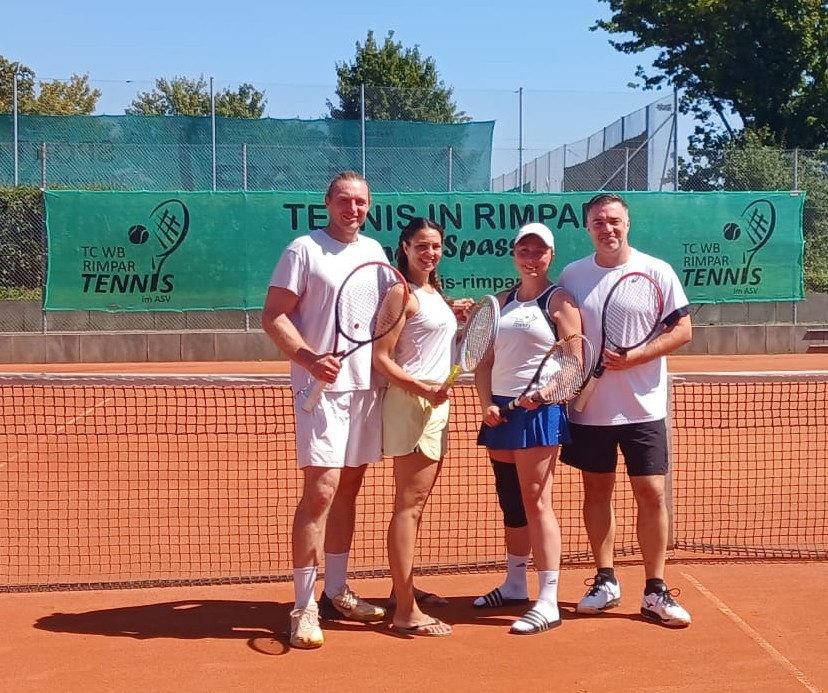 TENNIS IN RIMPAR
TC WB
RIMPAR
TENNIS
im ASV
Spass
is-rimpar
TC WB
RIMPAR
TENNIS
im ASV